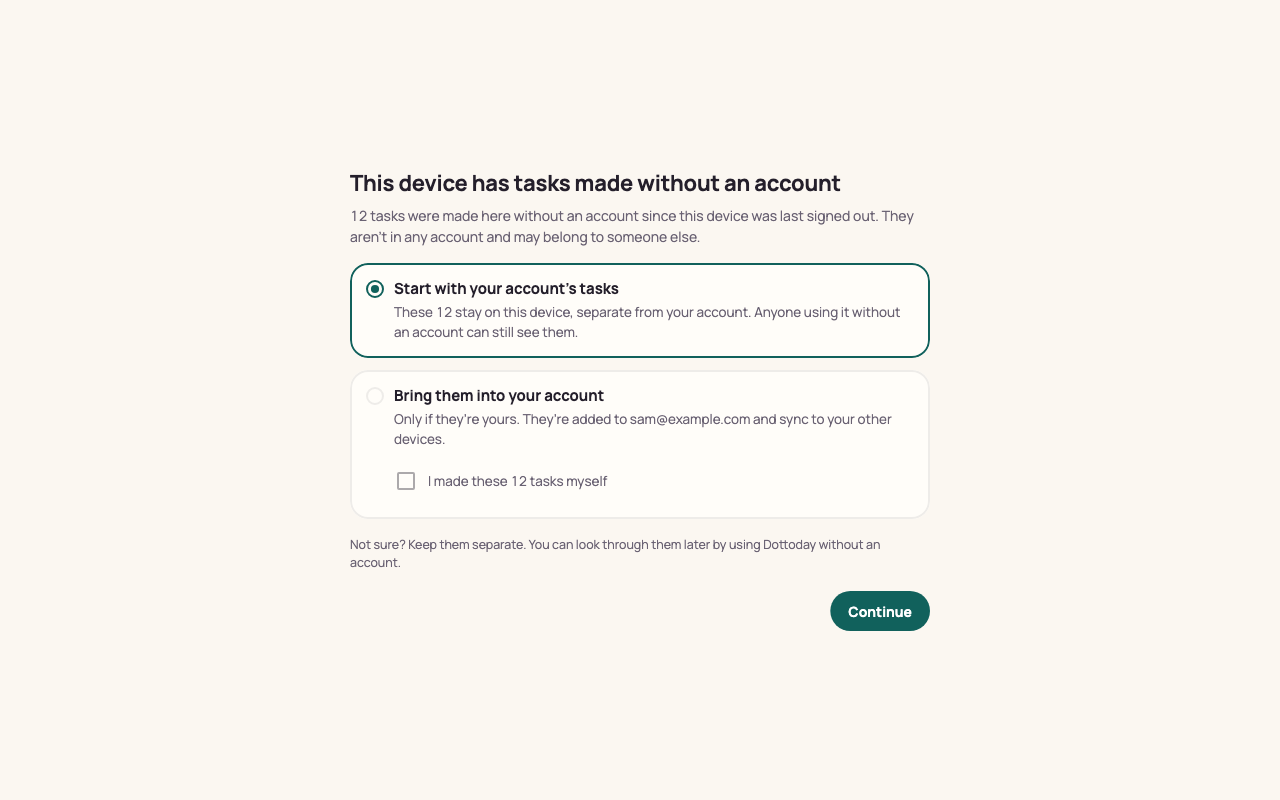 This device has tasks made without an account
12 tasks were made here without an account since this device was last signed out. They
aren't in any account and may belong to someone else.
Start with your account's tasks
These 12 stay on this device, separate from your account. Anyone using it without
an account can still see them.
Bring them into your account
Only if they're yours. They're added to sam@example.com and sync to your other
devices.
I made these 12 tasks myself
Not sure? Keep them separate. You can look through them later by using Dottoday without an
account.
Continue